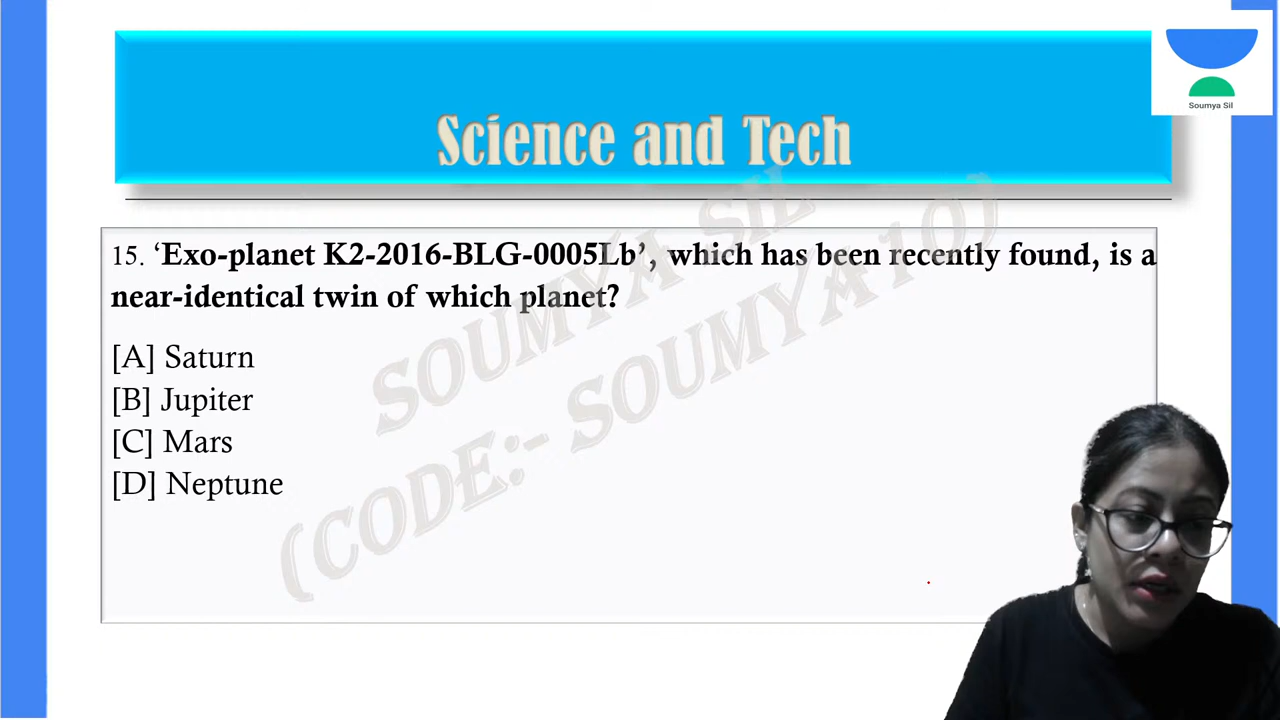 Soumya Sil
Science and Tech
15. ‘Exo-planet K2-2016-BLG-0005Lb’, which has been recently found, is a
near-identical twin of which planet?
[A] Saturn
[B] Jupiter
[C] Mars
[D] Neptune
SOUMYA SIL
(CODE:- SOUMYA10)